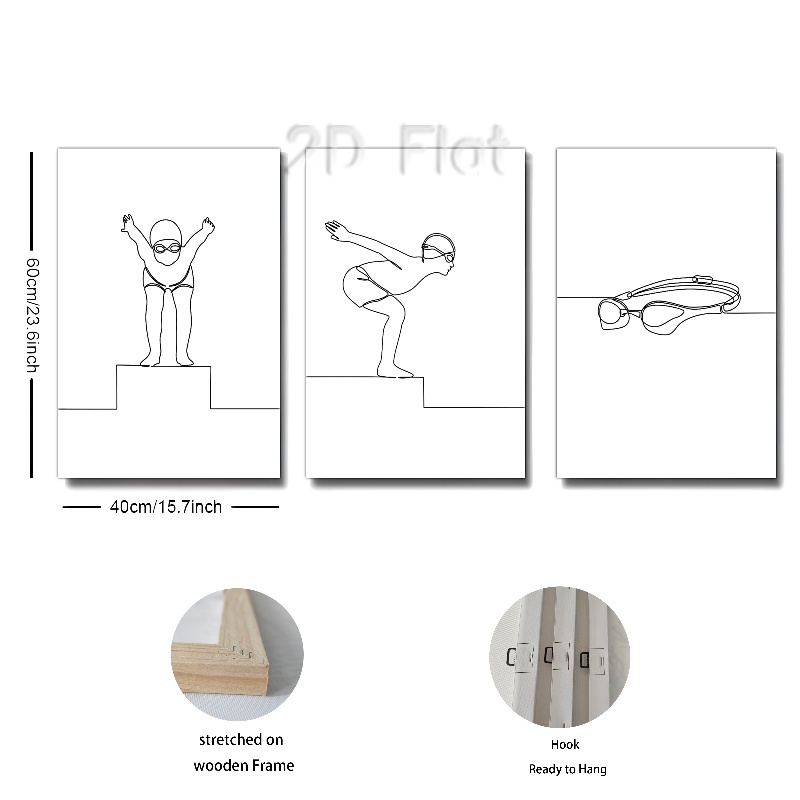 2D Flat
60cm/23.6inch
40cm/15.7inch
stretched on
wooden Frame
Hook
Ready to Hang